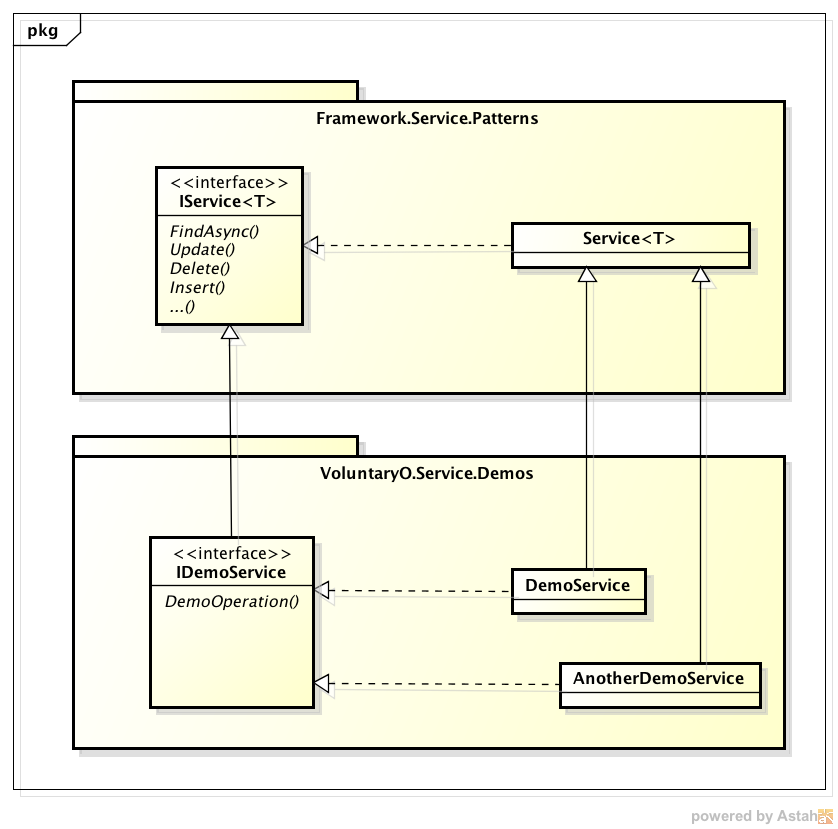 pkg
Framework.Service.Patterns
<<interface>>
IService<T>
FindAsync()
Update()
Delete()
Insert()
...()
Service<T>
VoluntaryO.Service.Demos
<<interface>>
IDemoService
DemoOperation()
DemoService
AnotherDemoService
powered by Astah